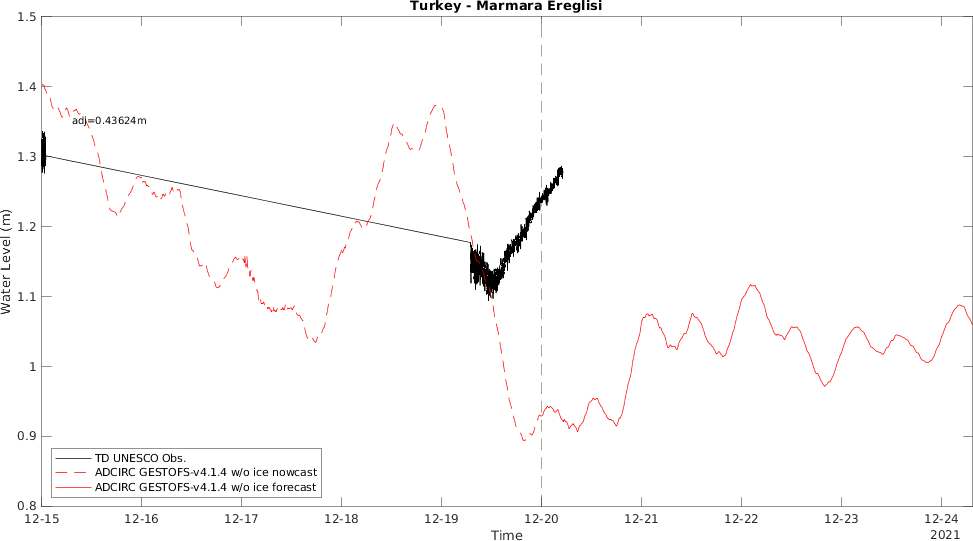 Turkey - Marmara Ereglisi
1.5
1.4
1.3
1.2
1.1
1
0.9
0.8
Water Level (m)
adj=0.43624m
TD UNESCO Obs.
ADCIRC GESTOFS-v4.1.4 w/o ice nowcast
ADCIRC GESTOFS-v4.1.4 w/o ice forecast
12-15 12-16 12-17 12-18 12-19 12-20 12-21 12-22 12-23 12-24
Time
2021